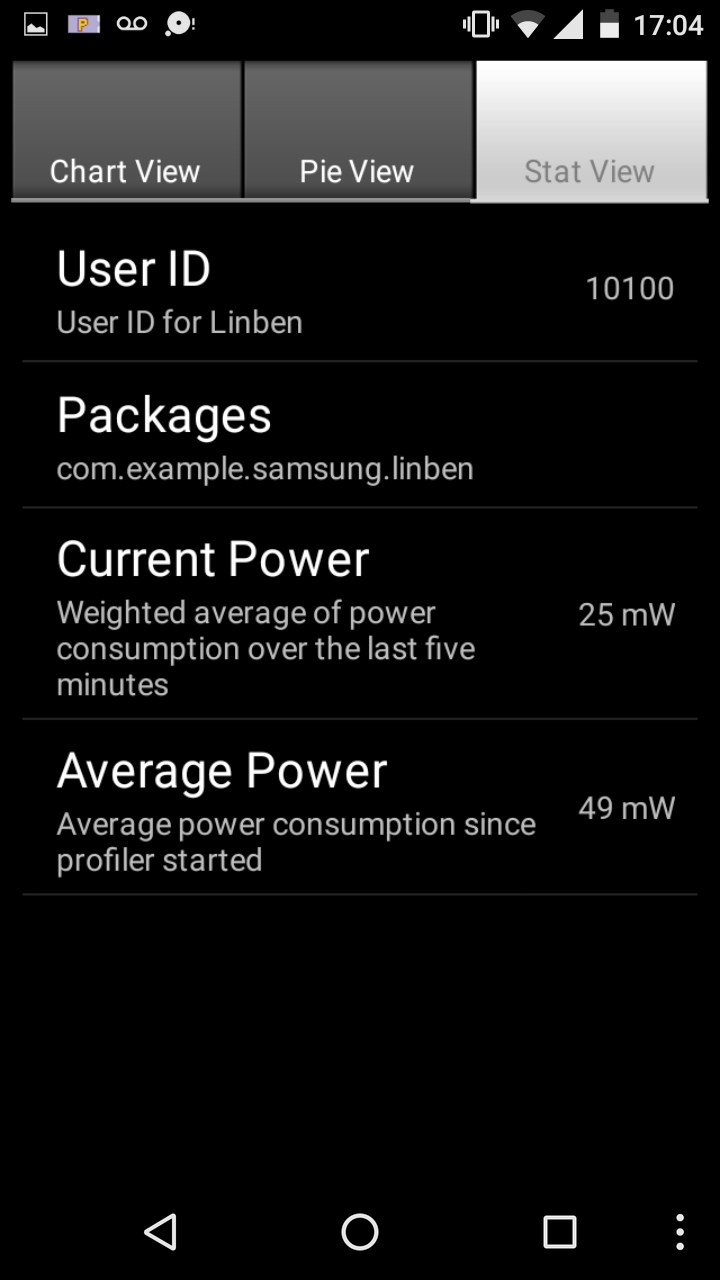 P
17:04
Chart View
Pie View
Stat View
User ID
User ID for Linben
10100
Packages
com.example.samsung.linben
Current Power
Weighted average of power
consumption over the last five
minutes
25 mW
Average Power
Average power consumption since
profiler started
49 mW